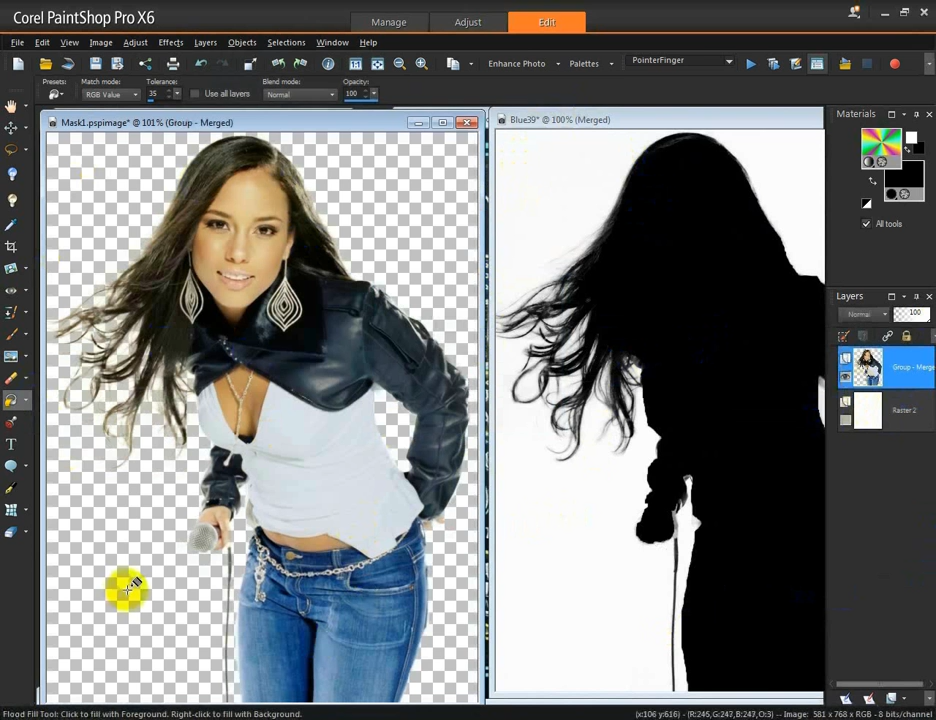 Corel PaintShop Pro X6
Manage
Adjust
Edit
File Edit View Image Adjust Effects Layers Objects Selections Window Help
1:1
Enhance Photo
Palettes
PointerFinger
Presets:
Match mode:
Tolerance:
Blend mode:
Opacity:
RGB Value
35
Use all layers
Normal
100
Mask1.pspimage* @ 101% (Group - Merged)
Blue39* @ 100% (Merged)
Materials
All tools
Layers
Normal
100
Group - Merge
Raster 2
T
Flood Fill Tool: Click to fill with Foreground. Right-click to fill with Background.
(x:106 y:616) - (R:245,G:247,B:247,O:3) -- Image: 581 x 768 x RGB - 8 bits/channel